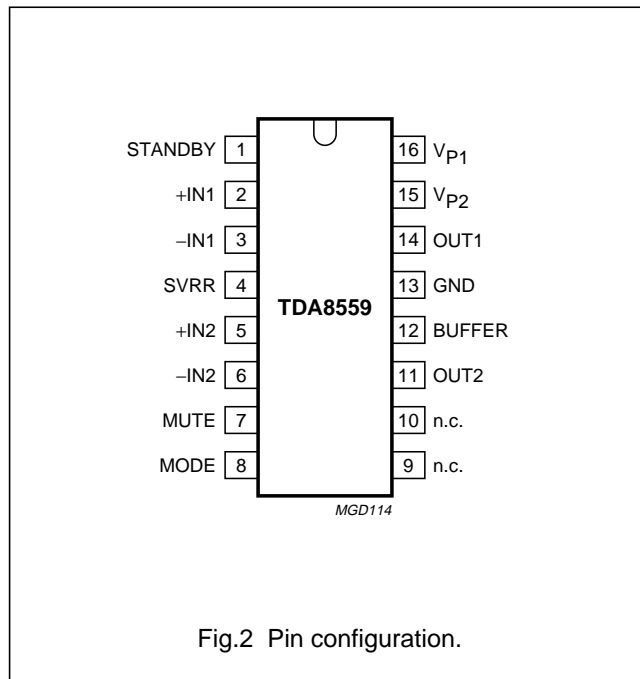 STANDBY 1 16 VP1
+IN1 2 15 VP2
−IN1 3 14 OUT1
SVRR 4 13 GND
TDA8559
+IN2 5 12 BUFFER
−IN2 6 11 OUT2
MUTE 7 10 n.c.
MODE 8 9 n.c.
MGD114
Fig.2 Pin configuration.